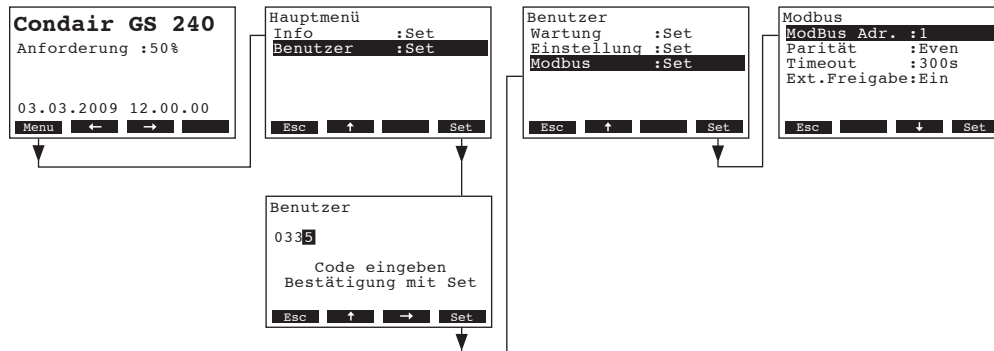 Condair GS 240
Anforderung :50%
03.03.2009 12.00.00
Menu ← →
Hauptmenü
Info :Set
Benutzer :Set
Esc ↑ Set
Benutzer
0335
Code eingeben
Bestätigung mit Set
Esc ↑ → Set
Benutzer
Wartung :Set
Einstellung :Set
Modbus :Set
Esc ↑ Set
Modbus
ModBus Adr. :1
Parität :Even
Timeout :300s
Ext.Freigabe:Ein
Esc ↓ Set